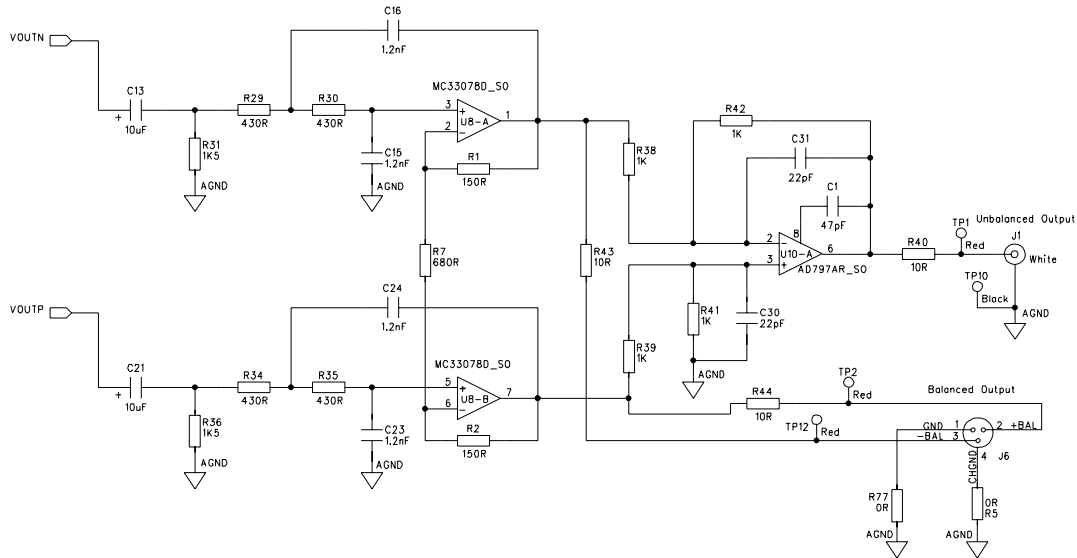 C16
1.2nF
VOUTN
MC33078D_SO
C13
+
10uF
R29
430R
R30
430R
3
+
U8-A
1
2
−
R42
1K
R31
1K5
C15
1.2nF
R1
150R
R38
1K
C31
22pF
AGND
AGND
C1
47pF
8
TP1
Unbalanced Output
Red
J1
R7
680R
R43
10R
2
−
U10-A
6
3
+
AD797AR_SO
R40
10R
White
TP10
Black
C24
1.2nF
VOUTP
R41
1K
C30
22pF
AGND
R39
1K
AGND
MC33078D_SO
C21
+
10uF
R34
430R
R35
430R
5
+
U8-B
7
6
−
R44
10R
TP2
Red
Balanced Output
R36
1K5
C23
1.2nF
R2
150R
TP12
Red
GND
1
2
+BAL
−BAL
3
4
J6
CHGND
AGND
AGND
R77
0R
0R
R5
AGND
AGND